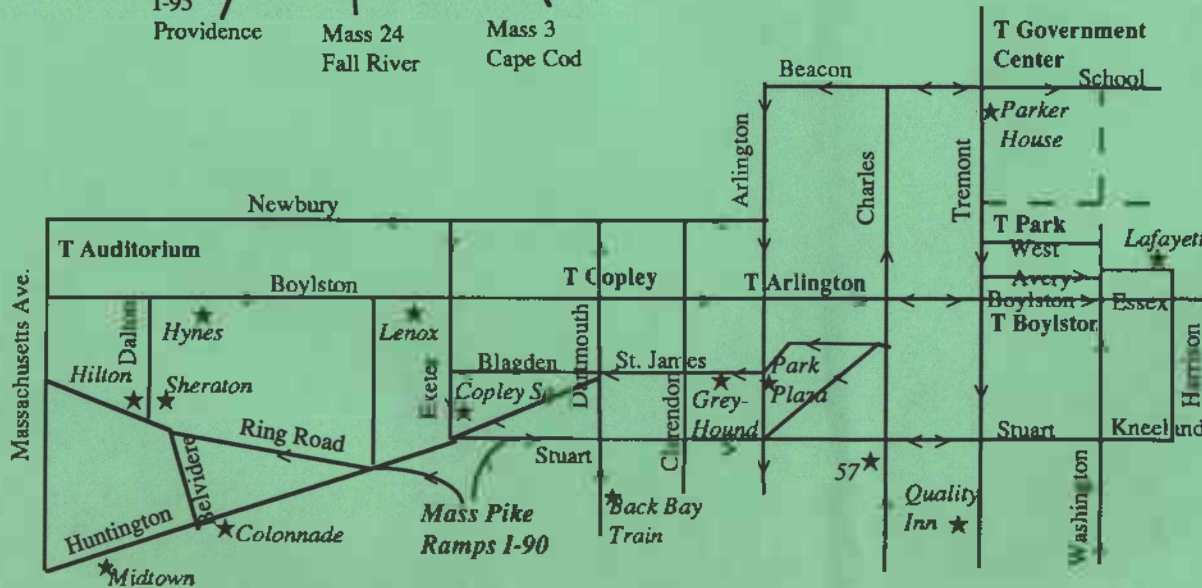 I-95
Providence
Mass 24
Fall River
Mass 3
Cape Cod
T Government
Center
Beacon
School
Parker
House
Arlington
Charles
Tremont
Newbury
T Auditorium
T Park
West
Lafayett
Massachusetts Ave.
Boylston
T Copley
T Arlington
Avery
Boylston
Essex
T Boylston
Dalton
Hynes
Lenox
Dartmouth
Harrison
Hilton
Sheraton
Exeter
Blagden
St. James
Park
Plaza
Copley S.
Clarendon
Grey-
Hound
Ring Road
Stuart
Stuart
Kneeland
Belvidere
57
Huntington
Colonnade
Mass Pike
Ramps I-90
Back Bay
Train
Quality
Inn
Washington
Midtown